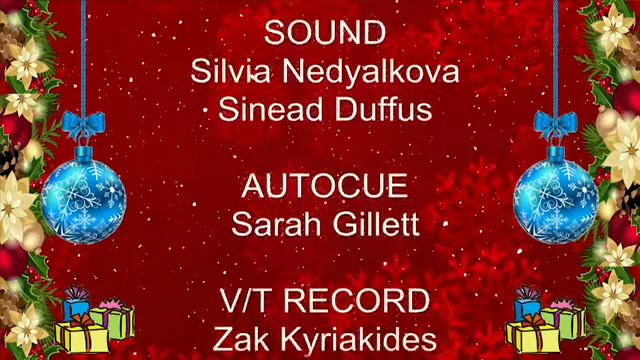 SOUND
Silvia Nedyalkova
Sinead Duffus
AUTOCUE
Sarah Gillett
V/T RECORD
Zak Kyriakides